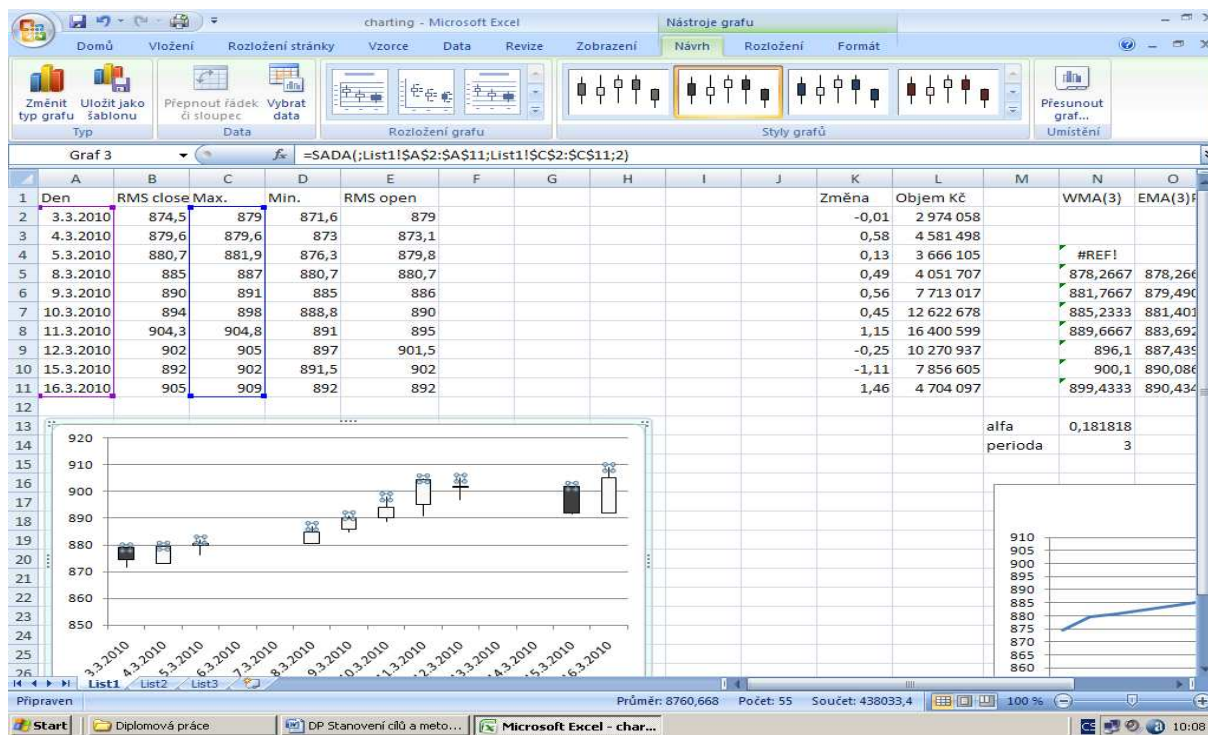 charting - Microsoft Excel Nástroje grafu
Domů Vložení Rozložení stránky Vzorce Data Revize Zobrazení Návrh Rozložení Formát
Změnit typ grafu Uložit jako šablonu Přepnout řádek či sloupec Vybrat data Přesunout graf...
Typ Data Rozložení grafu Styly grafů Umístění
Graf 3 fx =SADA(;List1!$A$2:$A$11;List1!$C$2:$C$11;2)
A B C D E F G H I J K L M N O
1 Den RMS close Max. Min. RMS open Změna Objem Kč WMA(3) EMA(3)
2 3.3.2010 874,5 879 871,6 879 -0,01 2 974 058
3 4.3.2010 879,6 879,6 873 873,1 0,58 4 581 498
4 5.3.2010 880,7 881,9 876,3 879,8 0,13 3 666 105 #REF!
5 8.3.2010 885 887 880,7 880,7 0,49 4 051 707 878,2667 878,266
6 9.3.2010 890 891 885 886 0,56 7 713 017 881,7667 879,490
7 10.3.2010 894 898 888,8 890 0,45 12 622 678 885,2333 881,401
8 11.3.2010 904,3 904,8 891 895 1,15 16 400 599 889,6667 883,692
9 12.3.2010 902 905 897 901,5 -0,25 10 270 937 896,1 887,439
10 15.3.2010 892 902 891,5 902 -1,11 7 856 605 900,1 890,086
11 16.3.2010 905 909 892 892 1,46 4 704 097 899,4333 890,434
12
13 alfa 0,181818
14 perioda 3
15
16
17
18
19
20
21
22
23
24
25
26
920
910
900
890
880
870
860
850
3.3.2010 4.3.2010 5.3.2010 6.3.2010 7.3.2010 8.3.2010 9.3.2010 10.3.2010 11.3.2010 12.3.2010 13.3.2010 14.3.2010 15.3.2010 16.3.2010
910
905
900
895
890
885
880
875
870
865
860
List1 List2 List3
Připraven Průměr: 8760,668 Počet: 55 Součet: 438033,4 100 %
Start Diplomová práce DP Stanovení cílů a meto... Microsoft Excel - char... CS 10:08